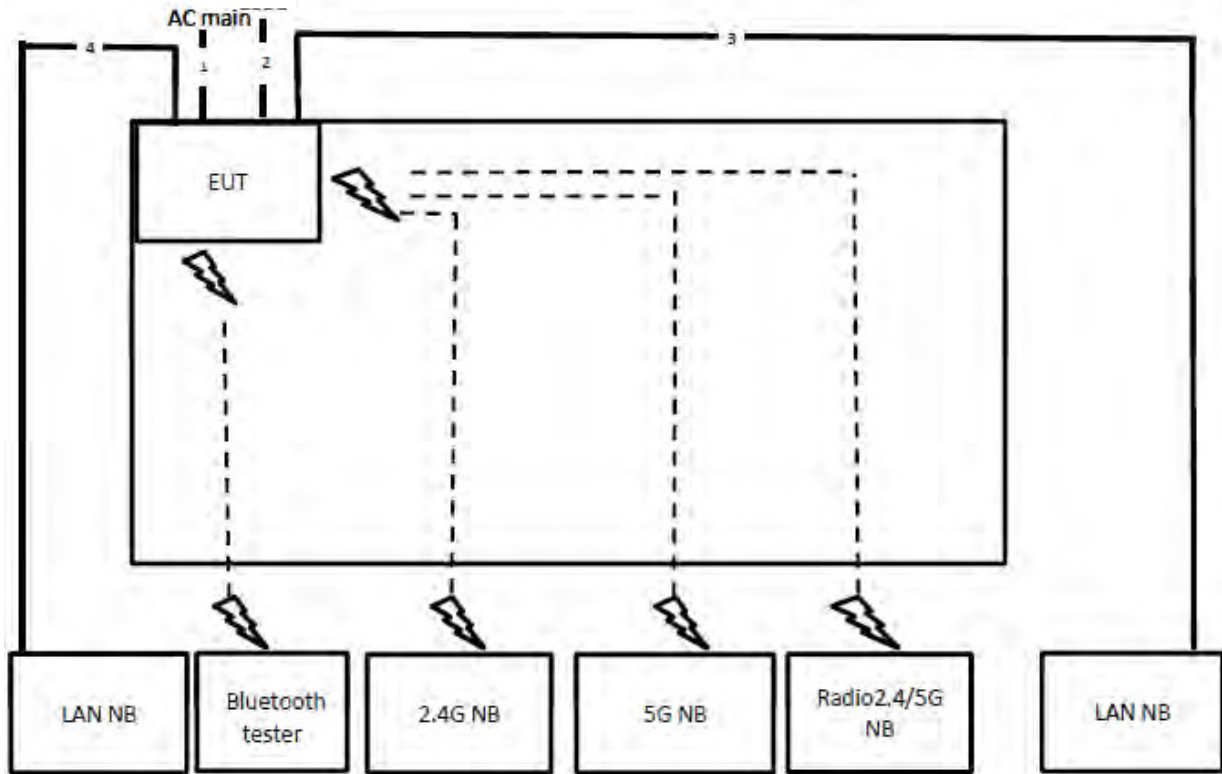 AC main
4
1
2
3
EUT
LAN NB
Bluetooth
tester
2.4G NB
5G NB
Radio2.4/5G
NB
LAN NB